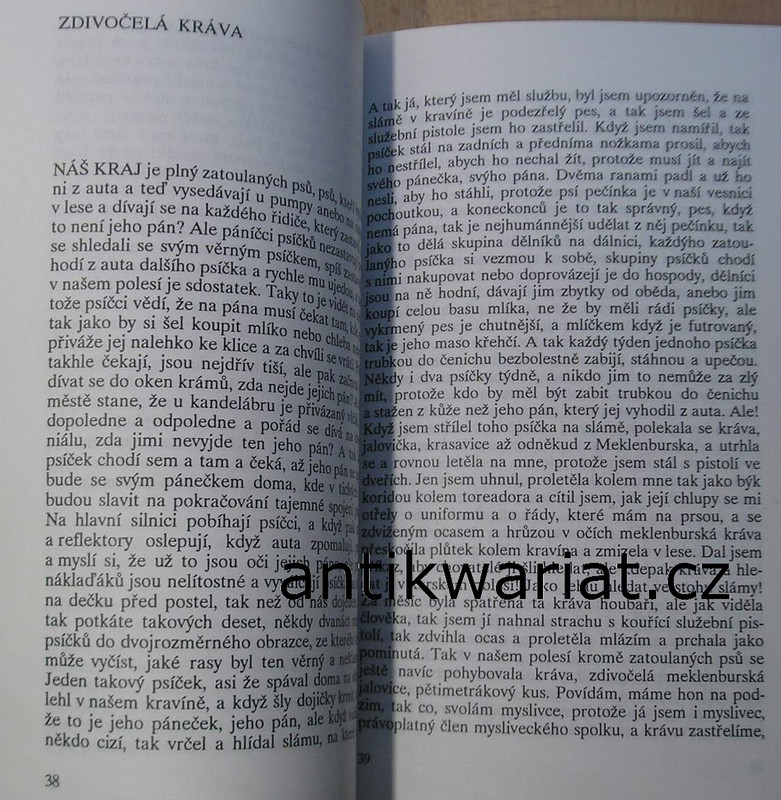 ZDIVOČELÁ KRÁVA
NÁŠ KRAJ je plný zatoulaných psů, psů, kteří
ni z auta a teď vysedávají u pumpy anebo na
v lese a dívají se na každého řidiče, který
to není jeho pán? Ale páníčci psíčků nezastavují
se shledali se svým věrným psíčkem, spíš
hodí z auta dalšího psíčka a rychle mu ujedou,
v našem polesí je sdostatek. Taky to je vidět na
tože psíčci vědí, že na pána musí čekat tam, kde
tak jako by si šel koupit mlíko nebo chleba
přiváže jej nalehko ke klice a za chvíli se vrátí,
takhle čekají, jsou nejdřív tiší, ale pak
dívat se do oken krámů, zda nejde jejich pán?
městě stane, že u kandelábru je přivázaný
dopoledne a odpoledne a pořád se dívá na
niálu, zda jimi nevyjde ten jeho pán? A tak
psíček chodí sem a tam a čeká, až jeho pán se
bude se svým pánečkem doma, kde v tichých
budou slavit na pokračování tajemné spojení
Na hlavní silnici pobíhají psíčci, a když
a reflektory oslepují, když auta zpomalují,
a myslí si, že už to jsou oči jejich pána,
náklaďáků jsou nelítostné a
na dečku před postel, tak než od nás
tak potkáte takových deset, někdy dvanáct
psíčků do dvojrozměrného obrazce, ze kterého
může vyčíst, jaké rasy byl ten věrný a
Jeden takový psíček, asi že spával doma na
lehl v našem kravíně, a když šly dojičky
že to je jeho páneček, jeho pán, ale když
někdo cizí, tak vrčel a hlídal slámu, na
38
A tak já, který jsem měl službu, byl jsem upozorněn, že na
slámě v kravíně je podezřelý pes, a tak jsem šel a ze
služební pistole jsem ho zastřelil. Když jsem namířil, tak
psíček stál na zadních a předníma nožkama prosil, abych
ho nestřílel, abych ho nechal žít, protože musí jít a najít
svého pánečka, svýho pána. Dvěma ranami padl a už ho
nesli, aby ho stáhli, protože psí pečínka je v naší vesnici
pochoutkou, a koneckonců je to tak správný, pes, když
nemá pána, tak je nejhumánnější udělat z něj pečínku, tak
jako to dělá skupina dělníků na dálnici, každýho zatou-
lanýho psíčka si vezmou k sobě, skupiny psíčků chodí
s nimi nakupovat nebo doprovázejí je do hospody, dělníci
jsou na ně hodní, dávají jim zbytky od oběda, anebo jim
koupí celou basu mlíka, ne že by měli rádi psíčky, ale
vykrmený pes je chutnější, a mlíčkem když je futrovaný,
tak je jeho maso křehčí. A tak každý týden jednoho psíčka
trubkou do čenichu bezbolestně zabijí, stáhnou a upečou.
Někdy i dva psíčky týdně, a nikdo jim to nemůže za zlý
mít, protože kdo by měl být zabit trubkou do čenichu
a stažen z kůže než jeho pán, který jej vyhodil z auta. Ale!
Když jsem střílel toho psíčka na slámě, polekala se kráva,
jalovička, krasavice až odněkud z Meklenburska, a utrhla
se a rovnou letěla na mne, protože jsem stál s pistolí ve
dveřích. Jen jsem uhnul, proletěla kolem mne tak jako býk
koridou kolem toreadora a cítil jsem, jak její chlupy se mi
otřely o uniformu a o řády, které mám na prsou, a se
zdviženým ocasem a hrůzou v očích meklenburská kráva
přeskočila plůtek kolem kravína a zmizela v lese. Dal jsem
antikwariat.cz
Za měsíc byla spatřena ta kráva houbaři, ale jak viděla
člověka, tak jsem jí nahnal strachu s kouřící služební pis-
tolí, tak zdvihla ocas a proletěla mlázím a prchala jako
pominutá. Tak v našem polesí kromě zatoulaných psů se
ještě navíc pohybovala kráva, zdivočelá meklenburská
jalovice, pětimetrákový kus. Povídám, máme hon na pod-
zim, tak co, svolám myslivce, protože já jsem i myslivec,
právoplatný člen mysliveckého spolku, a krávu zastřelíme,
39